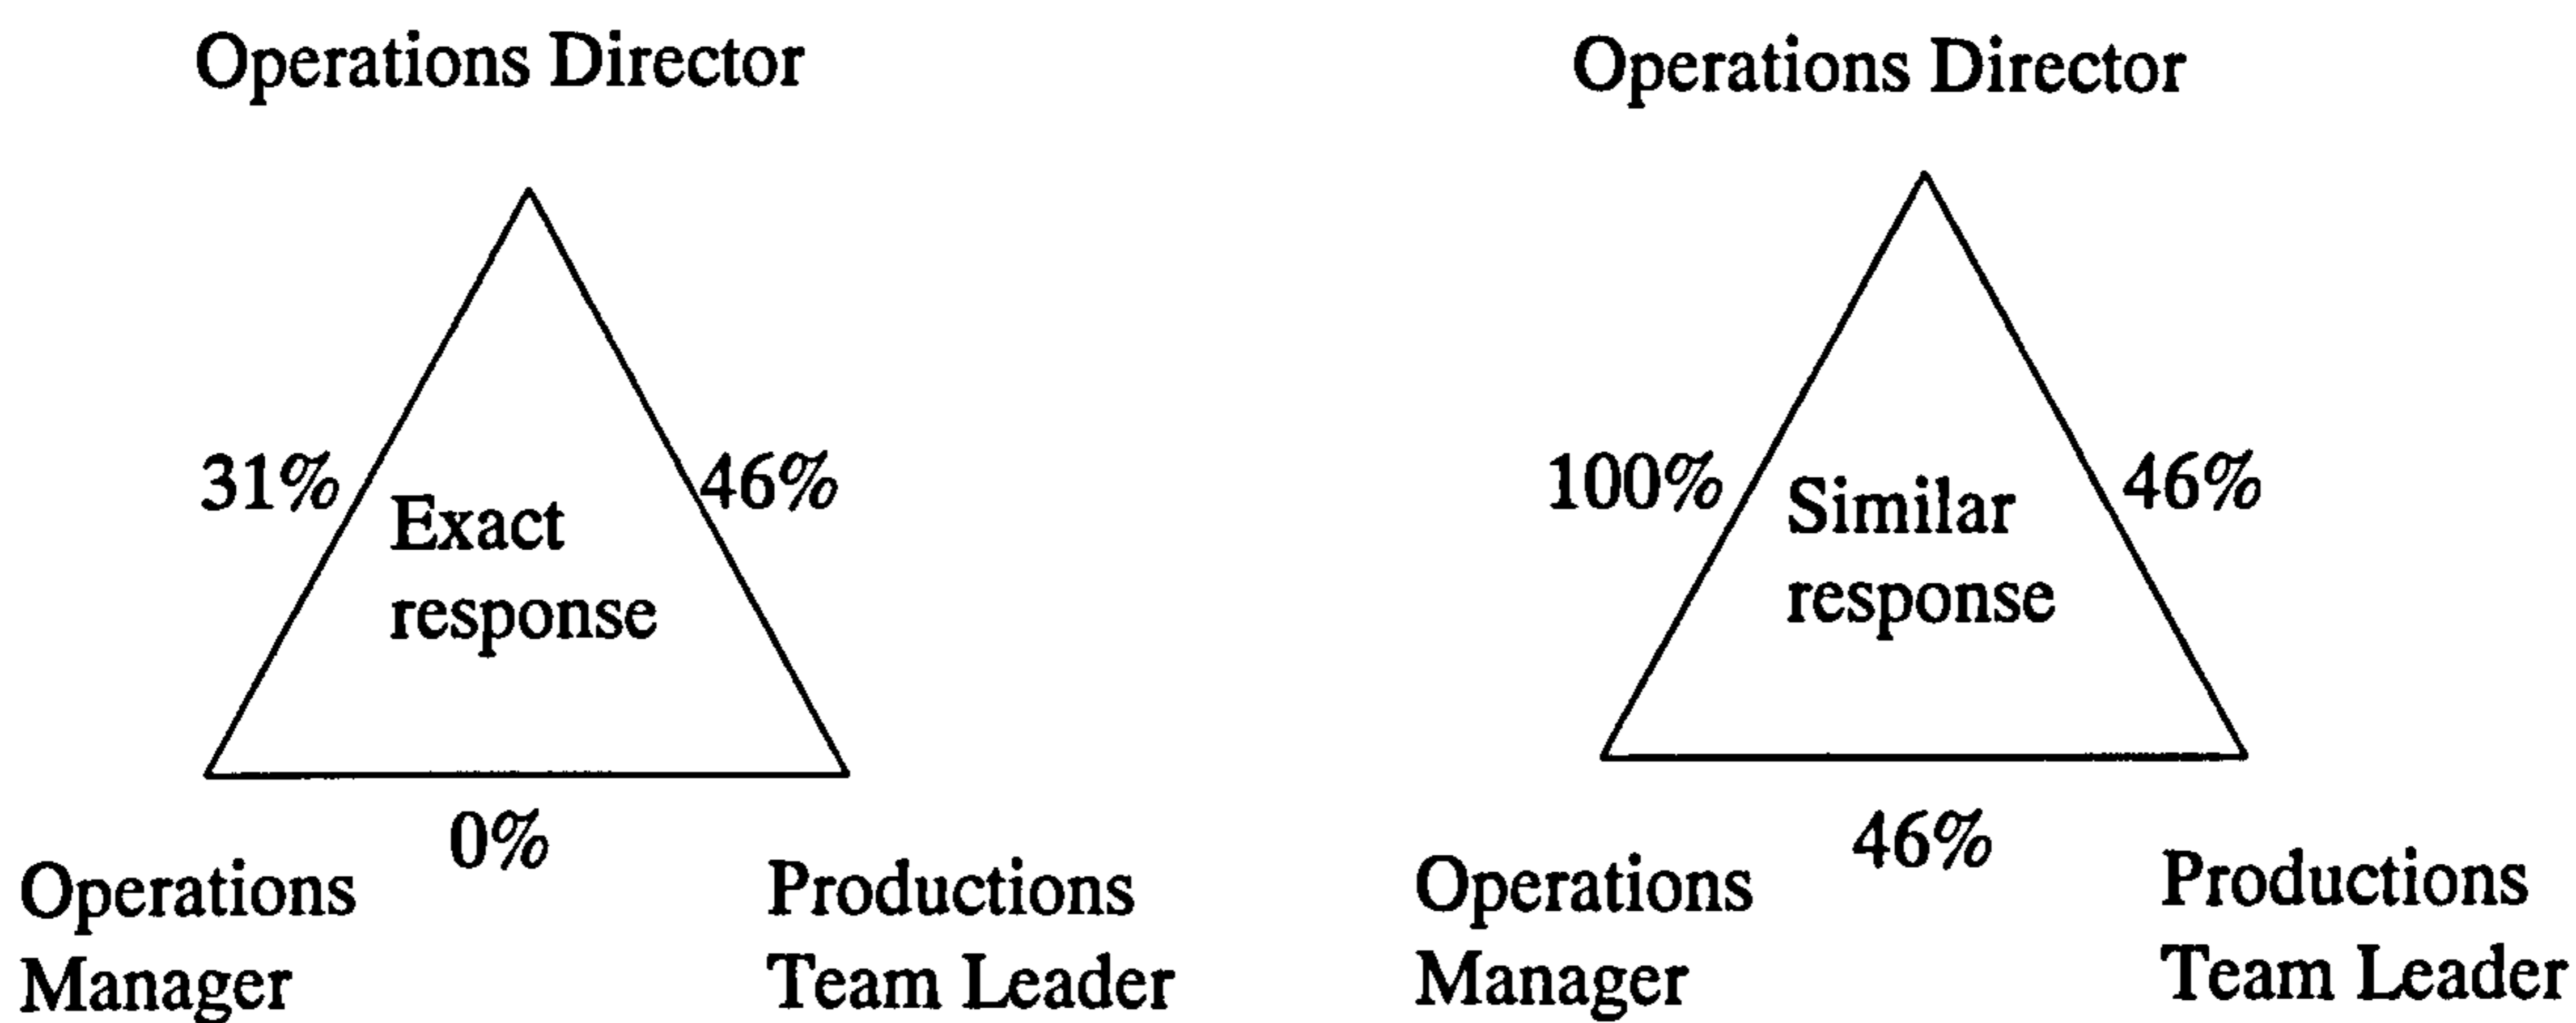 Operations Director
31%
46%
Exact
response
0%
Operations
Manager
Productions
Team Leader
Operations Director
100%
46%
Similar
response
46%
Operations
Manager
Productions
Team Leader